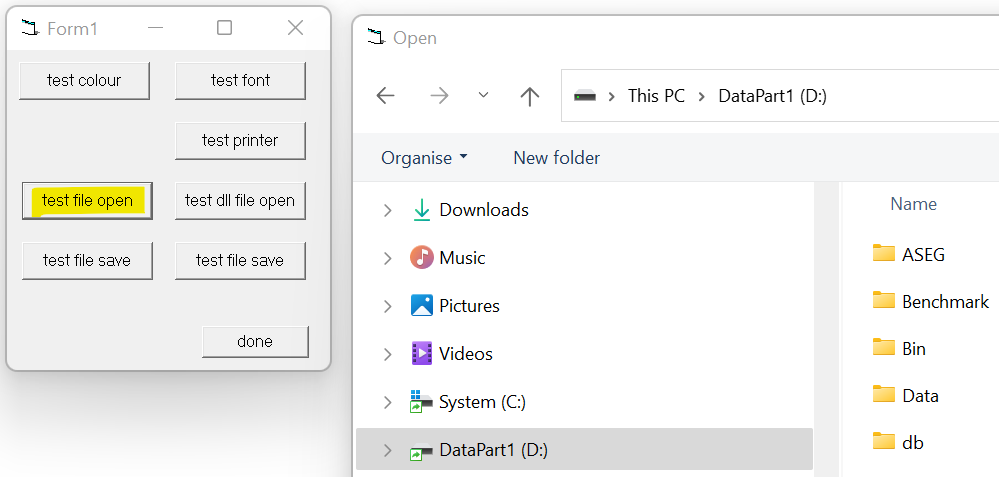 Form1
test colour
test font
test printer
test file open
test dll file open
test file save
test file save
done
Open
This PC
DataPart1 (D:)
Organise
New folder
Downloads
Music
Pictures
Videos
System (C:)
DataPart1 (D:)
Name
ASEG
Benchmark
Bin
Data
db